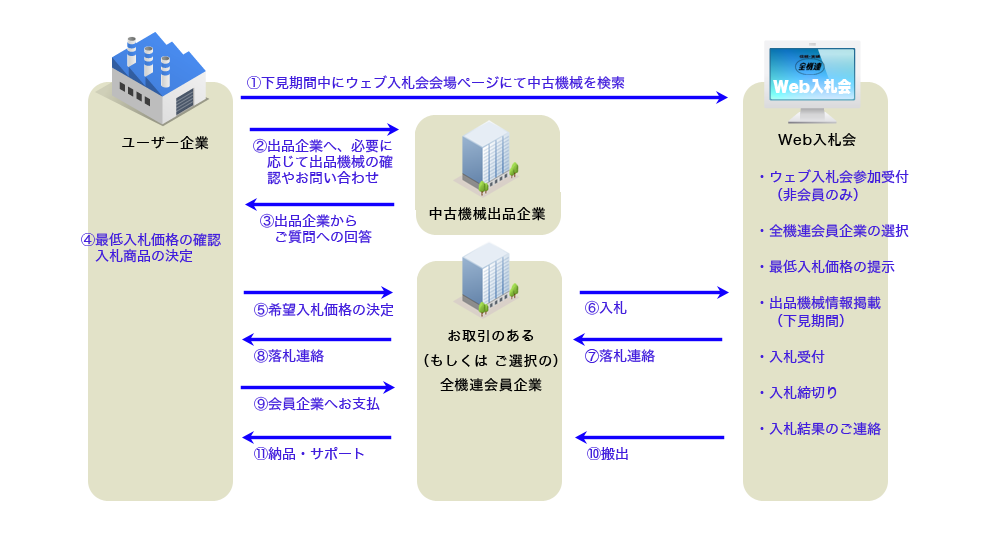 ①下見期間中にウェブ入札会会場ページにて中古機械を検索
全機連
Web入札会
ユーザー企業
②出品企業へ、必要に
応じて出品機械の確
認やお問い合わせ
中古機械出品企業
③出品企業から
ご質問への回答
④最低入札価格の確認
入札商品の決定
⑤希望入札価格の決定
お取引のある
（もしくは ご選択の）
全機連会員企業
⑥入札
⑧落札連絡
⑦落札連絡
⑨会員企業へお支払
⑪納品・サポート
⑩搬出
Web入札会
・ウェブ入札会参加受付
（非会員のみ）
・全機連会員企業の選択
・最低入札価格の提示
・出品機械情報掲載
（下見期間）
・入札受付
・入札締切り
・入札結果のご連絡